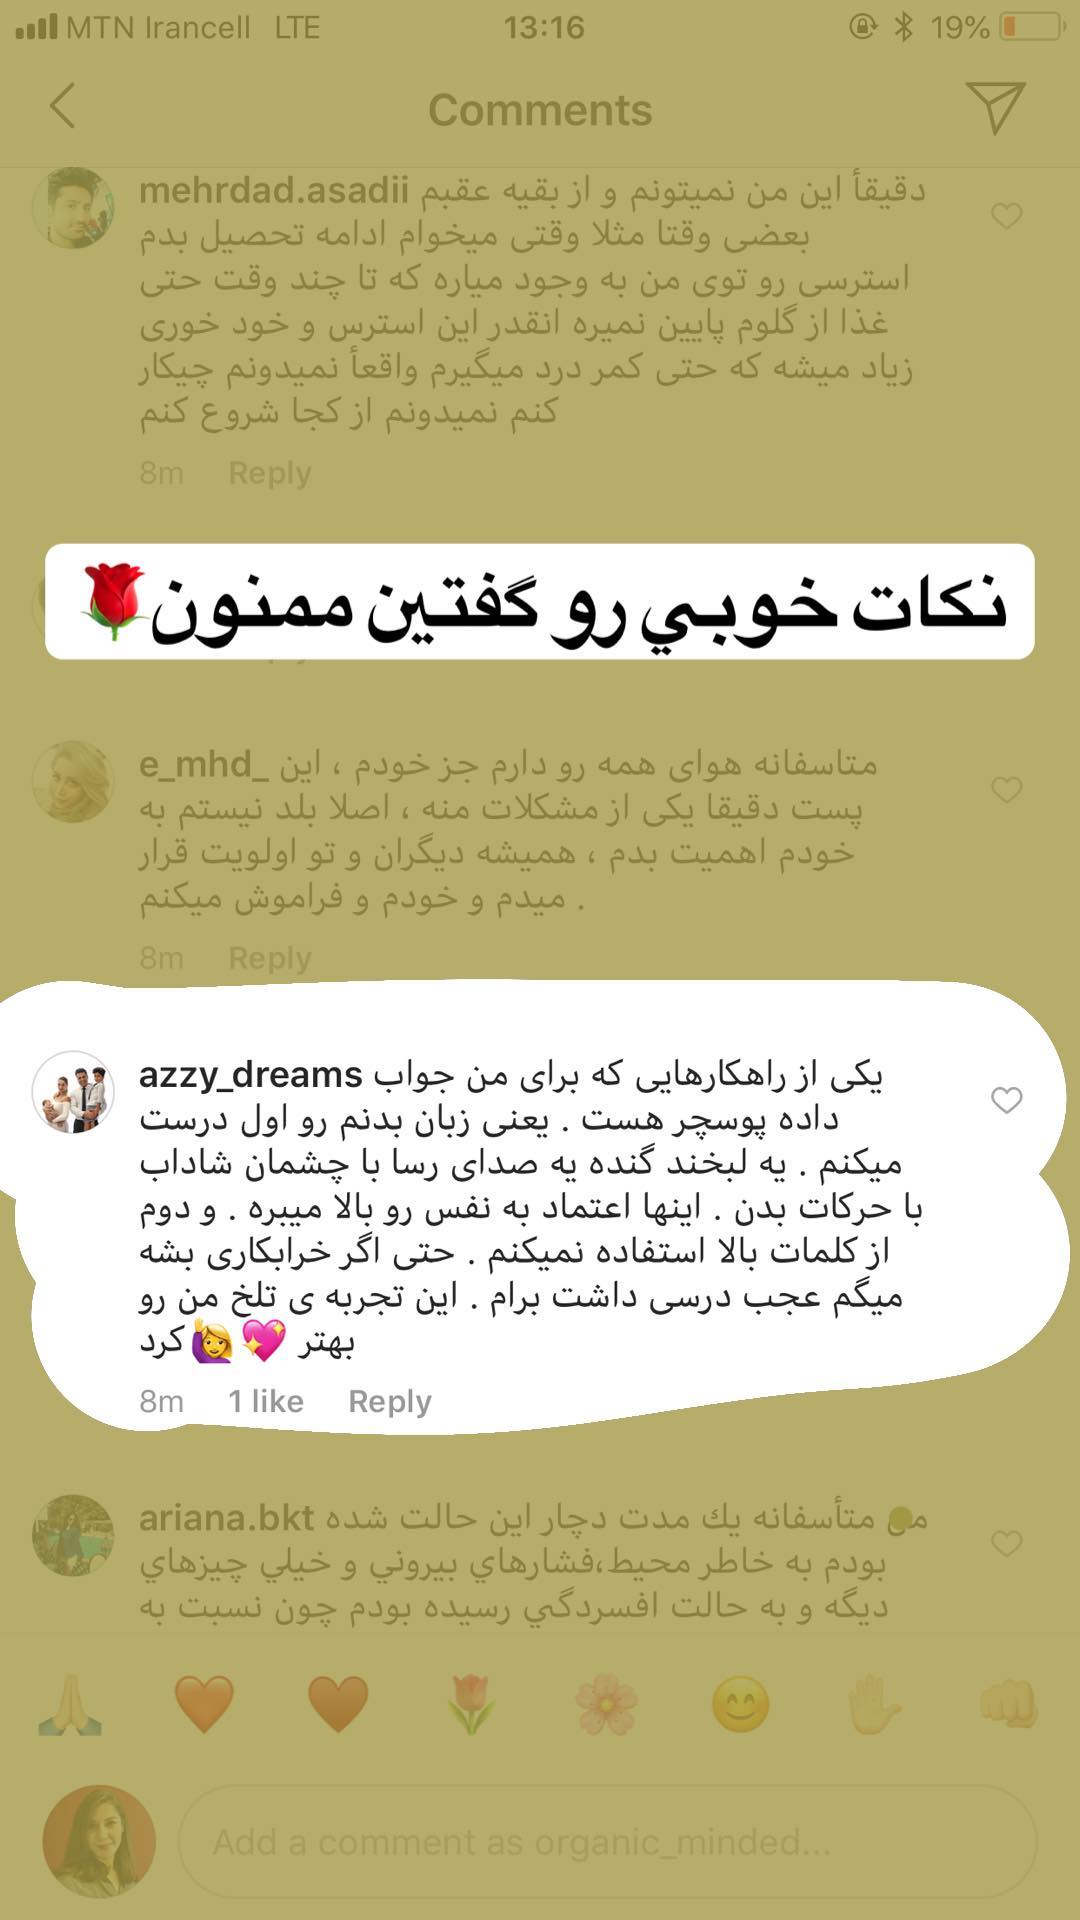 MTN Irancell LTE 13:16 19%
Comments
mehrdad.asadii دقیقأ این من نمیتونم و از بقیه عقبم
بعضی وقتا مثلا وقتی میخوام ادامه تحصیل بدم
استرسی رو توی من به وجود میاره که تا چند وقت حتی
غذا از گلوم پایین نمیره انقدر این استرس و خود خوری
زیاد میشه که حتی کمر درد میگیرم واقعأ نمیدونم چیکار
کنم نمیدونم از کجا شروع کنم
8m Reply
نكات خوبي رو گفتين ممنون🌹
e_mhd_ متاسفانه هوای همه رو دارم جز خودم ، این
پست دقیقا یکی از مشکلات منه ، اصلا بلد نیستم به
خودم اهمیت بدم ، همیشه دیگران و تو اولویت قرار
میدم و خودم و فراموش میکنم .
8m Reply
azzy_dreams یکی از راهکارهایی که برای من جواب
داده پوسچر هست . یعنی زبان بدنم رو اول درست
میکنم . یه لبخند گنده یه صدای رسا با چشمان شاداب
با حرکات بدن . اینها اعتماد به نفس رو بالا میبره . و دوم
از کلمات بالا استفاده نمیکنم . حتی اگر خرابکاری بشه
میگم عجب درسی داشت برام . این تجربه ی تلخ من رو
بهتر 💖🙋 کرد
8m 1 like Reply
ariana.bkt من متأسفانه يك مدت دچار اين حالت شده
بودم به خاطر محيط،فشارهاي بيروني و خيلي چيزهاي
ديگه و به حالت افسردگي رسيده بودم چون نسبت به
🙏 🧡 🧡 🌷 🌸 😊 ✋ 👊
Add a comment as organic_minded...